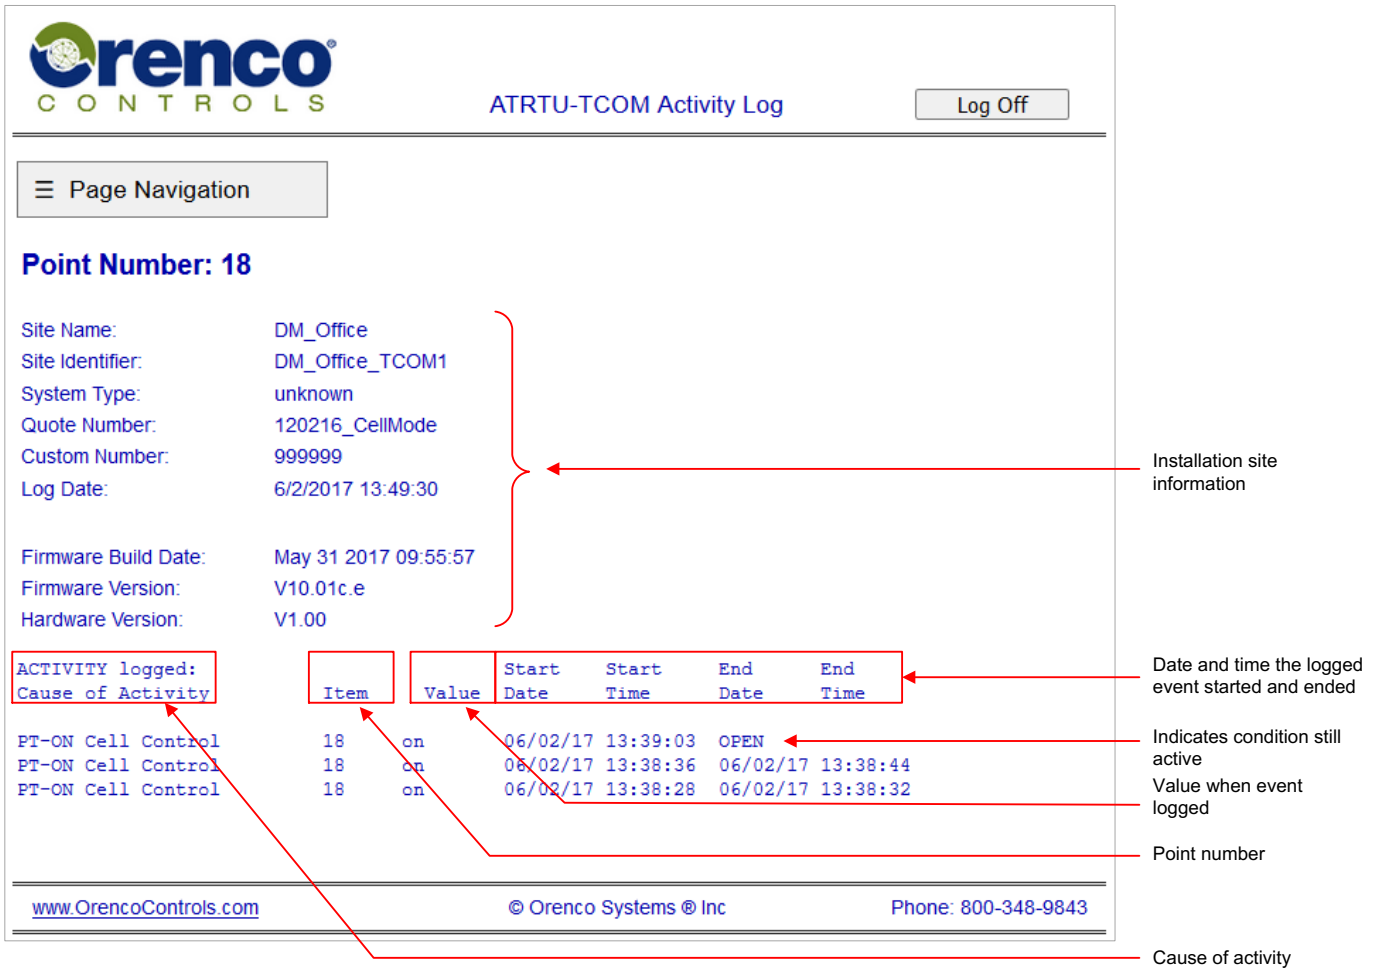 Orenco®
CONTROLS
ATRTU-TCOM Activity Log
Log Off
☰ Page Navigation
Point Number: 18
Site Name: DM_Office
Site Identifier: DM_Office_TCOM1
System Type: unknown
Quote Number: 120216_CellMode
Custom Number: 999999
Log Date: 6/2/2017 13:49:30
Installation site
information
Firmware Build Date: May 31 2017 09:55:57
Firmware Version: V10.01c.e
Hardware Version: V1.00
ACTIVITY logged: Start Start End End
Cause of Activity Item Value Date Time Date Time
Date and time the logged
event started and ended
PT-ON Cell Control 18 on 06/02/17 13:39:03 OPEN
PT-ON Cell Control 18 on 06/02/17 13:38:36 06/02/17 13:38:44
PT-ON Cell Control 18 on 06/02/17 13:38:28 06/02/17 13:38:32
Indicates condition still
active
Value when event
logged
Point number
www.OrencoControls.com © Orenco Systems ® Inc Phone: 800-348-9843
Cause of activity